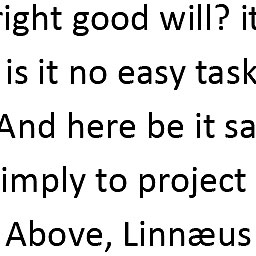 right good will? it
is it no easy task
And here be it sa
imply to project
Above, Linnæus